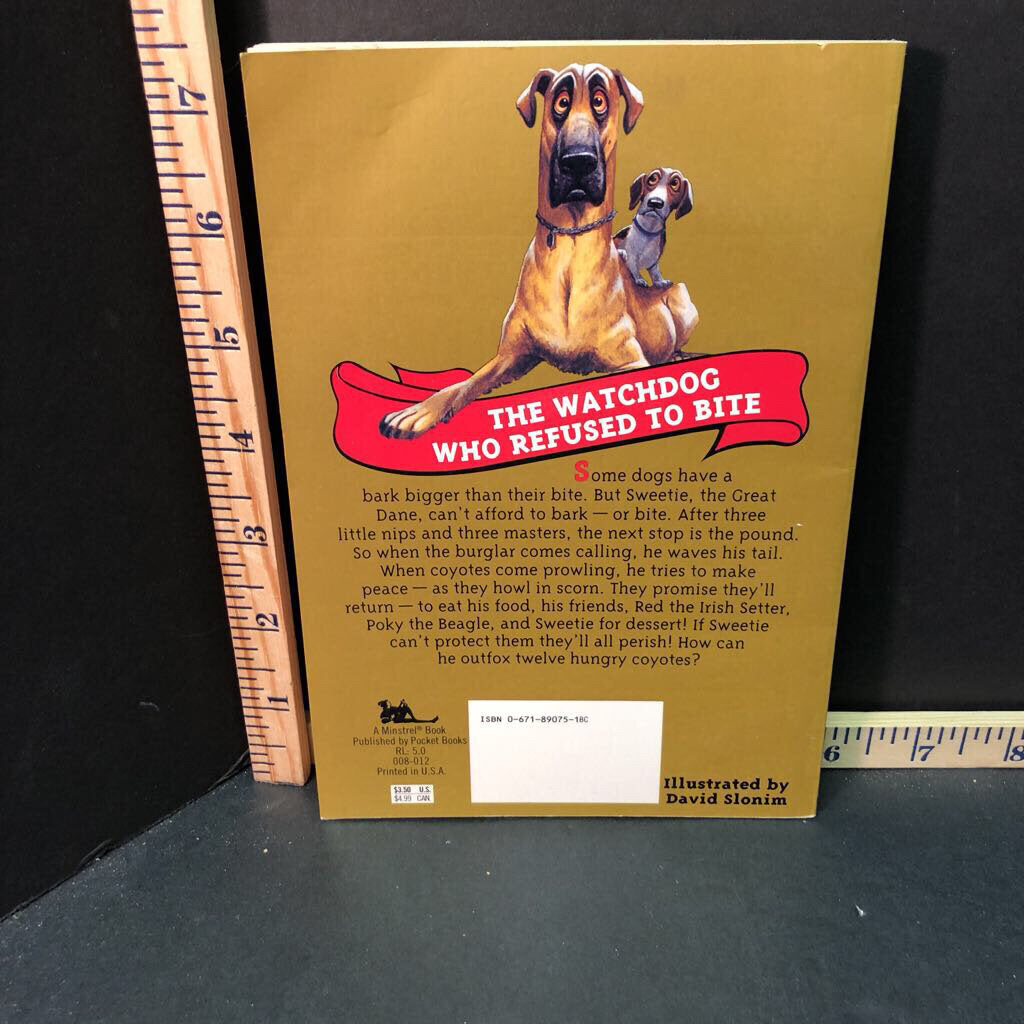 7
6
5
4
3
2
1
THE WATCHDOG
WHO REFUSED TO BITE
Some dogs have a
bark bigger than their bite. But Sweetie, the Great
Dane, can't afford to bark — or bite. After three
little nips and three masters, the next stop is the pound.
So when the burglar comes calling, he waves his tail.
When coyotes come prowling, he tries to make
peace — as they howl in scorn. They promise they'll
return — to eat his food, his friends, Red the Irish Setter,
Poky the Beagle, and Sweetie for dessert! If Sweetie
can't protect them they'll all perish! How can
he outfox twelve hungry coyotes?
A Minstrel® Book
Published by Pocket Books
RL: 5.0
008-012
Printed in U.S.A.
$3.50 U.S.
$4.99 CAN.
ISBN 0-671-89075-1BC
Illustrated by
David Slonim
6 7 8